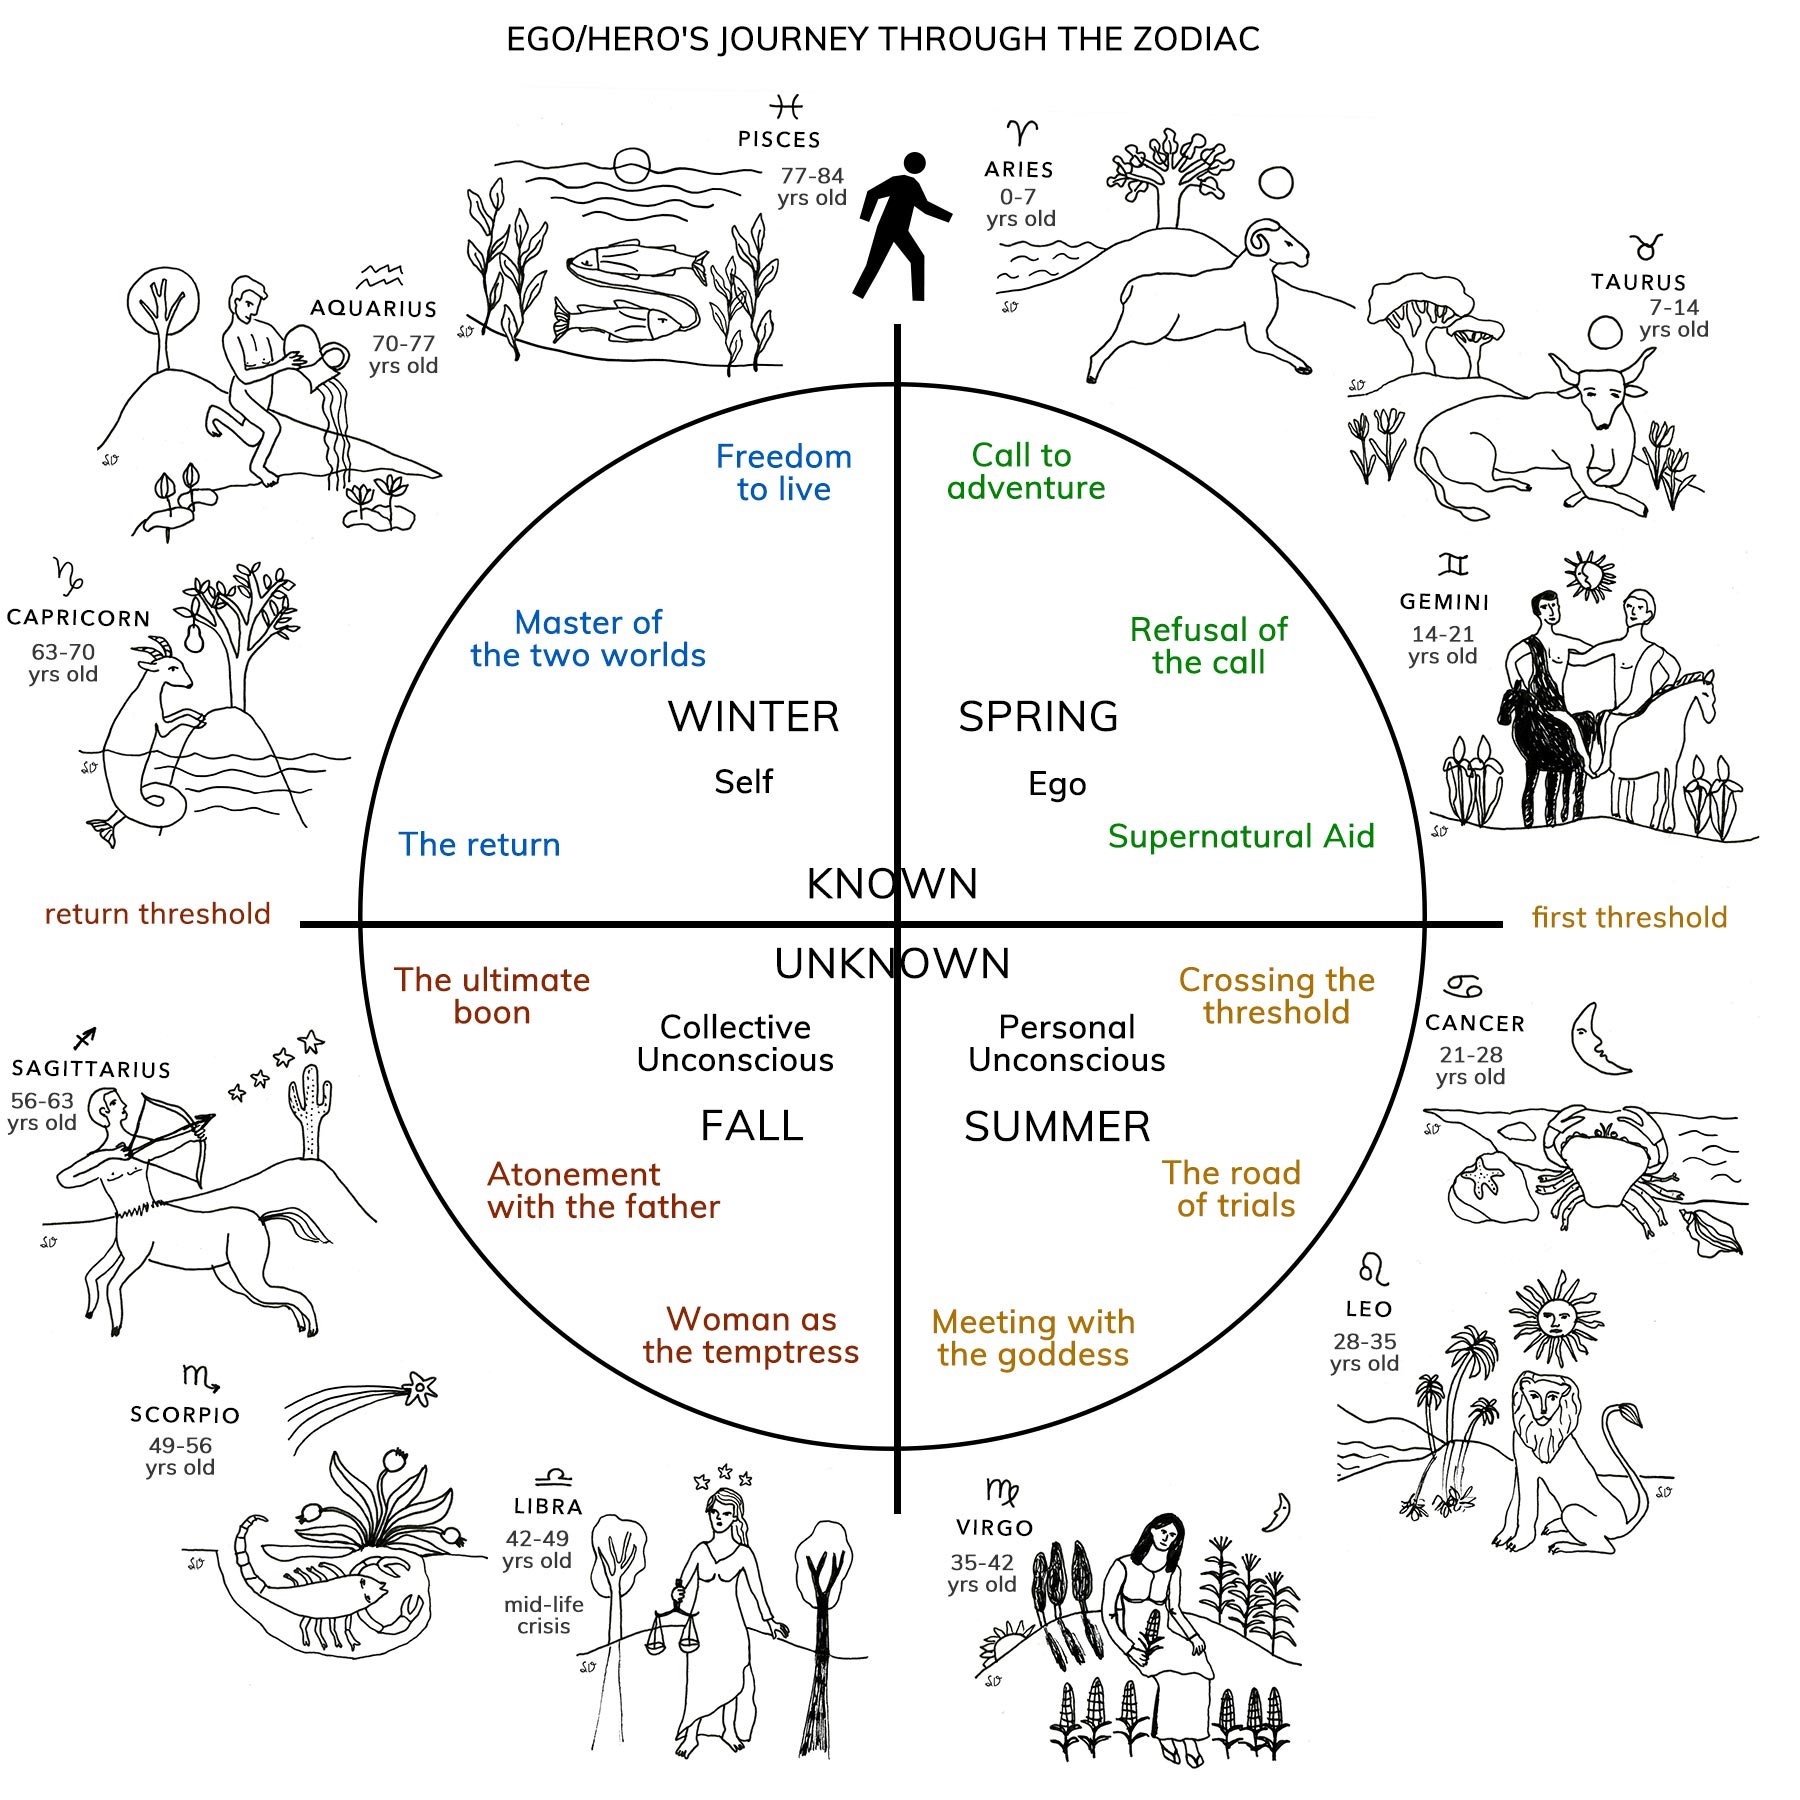 EGO/HERO'S JOURNEY THROUGH THE ZODIAC
♓
PISCES
77-84
yrs old
♈
ARIES
0-7
yrs old
♉
TAURUS
7-14
yrs old
♒
AQUARIUS
70-77
yrs old
Freedom
to live
Call to
adventure
♊
GEMINI
14-21
yrs old
♑
CAPRICORN
63-70
yrs old
Master of
the two worlds
Refusal of
the call
WINTER
SPRING
Self
Ego
The return
Supernatural Aid
KNOWN
return threshold
first threshold
UNKNOWN
The ultimate
boon
Crossing the
threshold
Collective
Unconscious
Personal
Unconscious
♋
CANCER
21-28
yrs old
♐
SAGITTARIUS
56-63
yrs old
FALL
SUMMER
Atonement
with the father
The road
of trials
♌
LEO
28-35
yrs old
Woman as
the temptress
Meeting with
the goddess
♏
SCORPIO
49-56
yrs old
♎
LIBRA
42-49
yrs old
mid-life
crisis
♍
VIRGO
35-42
yrs old